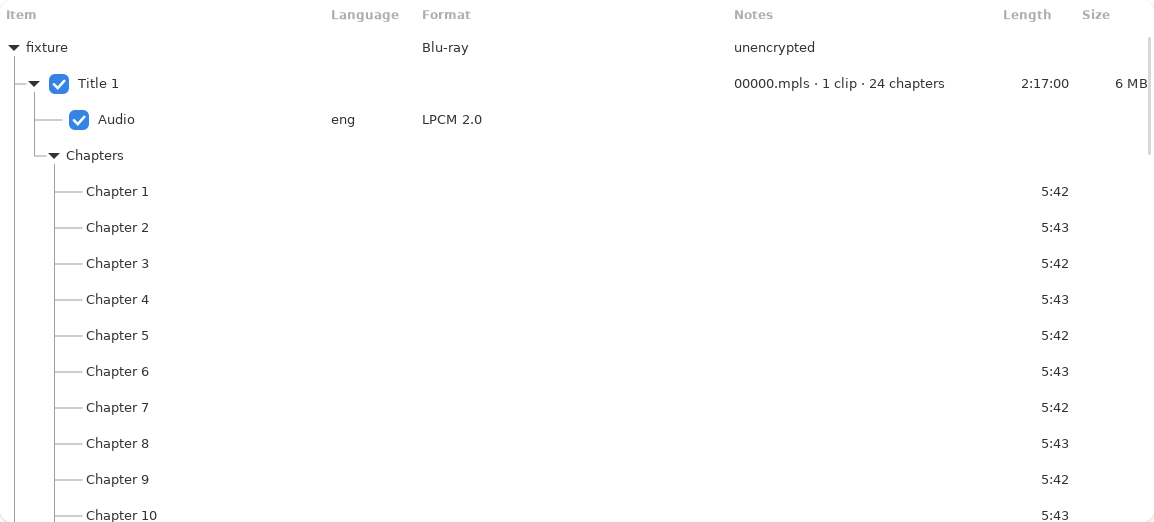 Item Language Format Notes Length Size
fixture Blu-ray unencrypted
Title 1 00000.mpls · 1 clip · 24 chapters 2:17:00 6 MB
Audio eng LPCM 2.0
Chapters
Chapter 1 5:42
Chapter 2 5:43
Chapter 3 5:42
Chapter 4 5:43
Chapter 5 5:42
Chapter 6 5:43
Chapter 7 5:42
Chapter 8 5:43
Chapter 9 5:42
Chapter 10 5:43